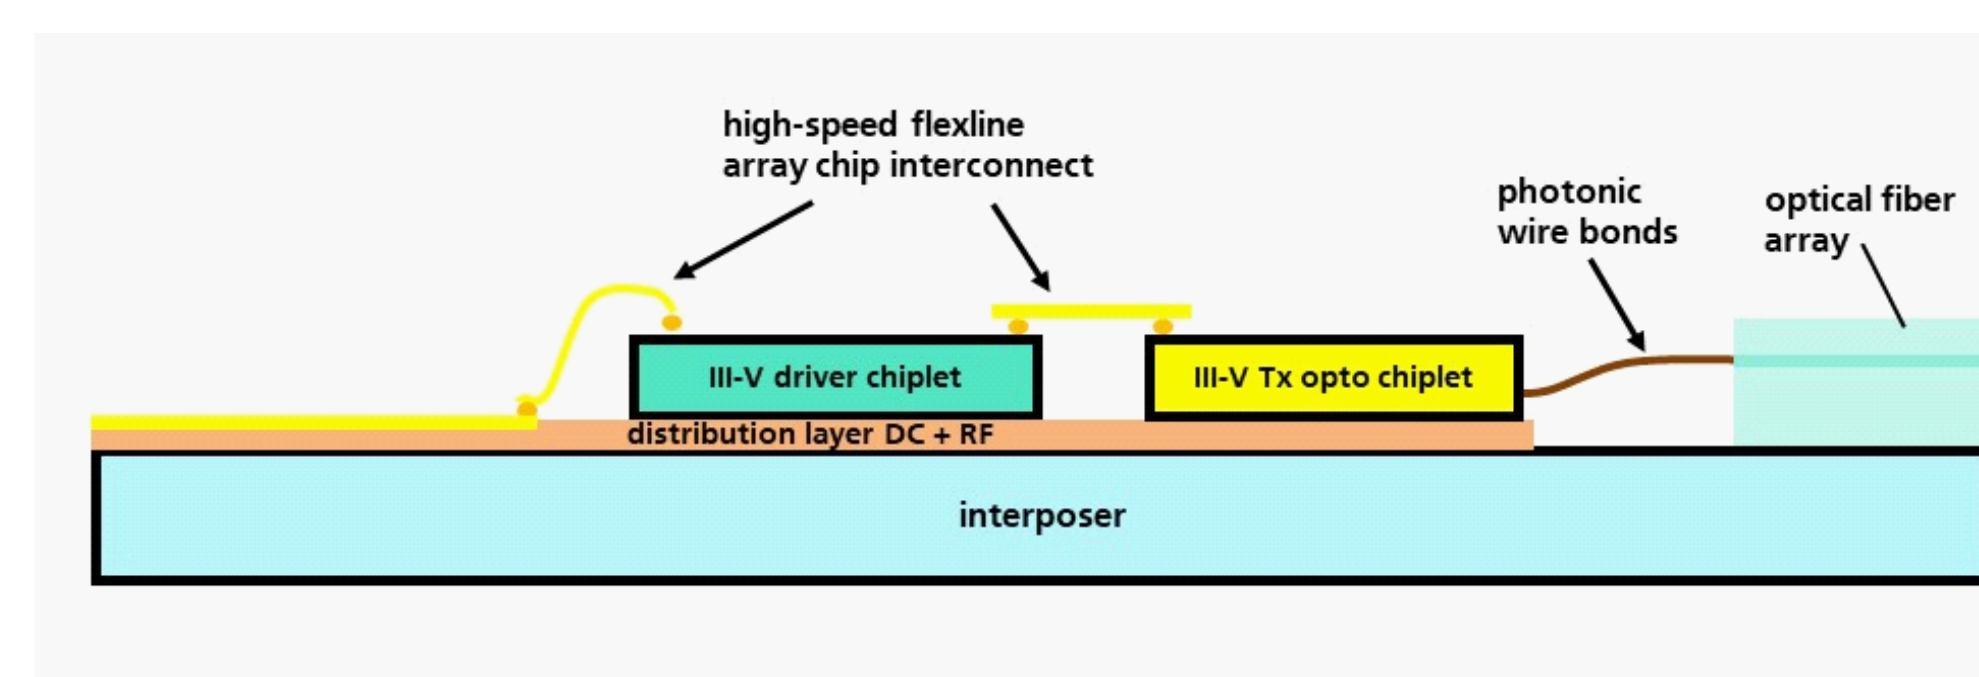 high-speed flexline
array chip interconnect
photonic
wire bonds
optical fiber
array
III-V driver chiplet
III-V Tx opto chiplet
distribution layer DC + RF
interposer